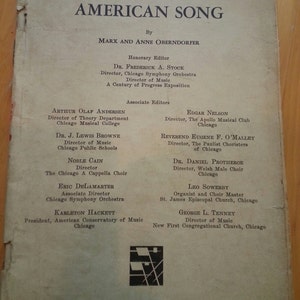 AMERICAN SONG
By
MARX AND ANNE OBERNDORFER
Honorary Editor
DR. FREDERICK A. STOCK
Director, Chicago Symphony Orchestra
Director of Music
A Century of Progress Exposition
Associate Editors
ARTHUR OLAF ANDERSEN
Director of Theory Department
Chicago Musical College
DR. J. LEWIS BROWNE
Director of Music
Chicago Public Schools
NOBLE CAIN
Director
The Chicago A Cappella Choir
ERIC DELAMARTER
Associate Director
Chicago Symphony Orchestra
KARLETON HACKETT
President, American Conservatory of Music
Chicago
EDGAR NELSON
Director, The Apollo Musical Club
Chicago
REVEREND EUGENE F. O'MALLEY
Director, The Paulist Choristers
of Chicago
DR. DANIEL PROTHEROE
Director, Welsh Male Choir
Chicago
LEO SOWERBY
Organist and Choir Master
St. James Episcopal Church, Chicago
GEORGE L. TENNEY
Director of Music
New First Congregational Church, Chicago